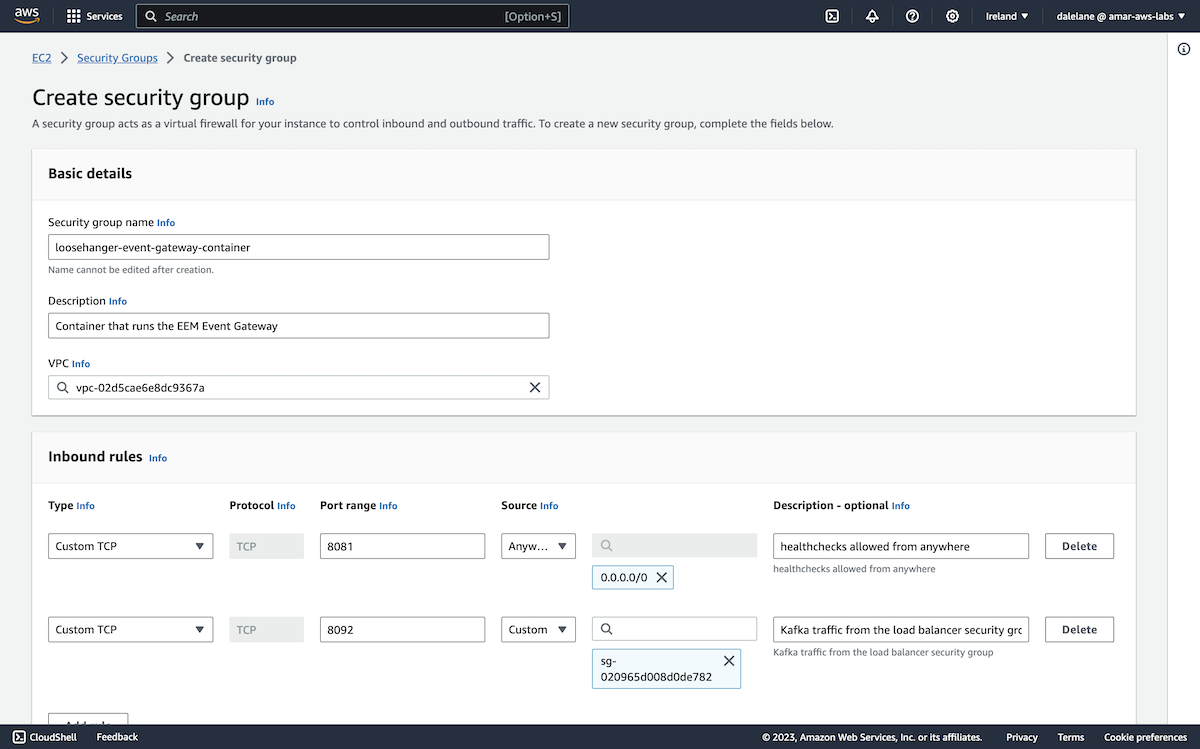 aws Services Search [Option+S] Ireland dalelane @ amar-aws-labs
EC2 Security Groups Create security group
Create security group Info
A security group acts as a virtual firewall for your instance to control inbound and outbound traffic. To create a new security group, complete the fields below.
Basic details
Security group name Info
loosehanger-event-gateway-container
Name cannot be edited after creation.
Description Info
Container that runs the EEM Event Gateway
VPC Info
vpc-02d5cae6e8dc9367a
Inbound rules Info
Type Info Protocol Info Port range Info Source Info Description - optional Info
Custom TCP TCP 8081 Anyw... healthchecks allowed from anywhere Delete
0.0.0.0/0 healthchecks allowed from anywhere
Custom TCP TCP 8092 Custom Kafka traffic from the load balancer security grc Delete
Kafka traffic from the load balancer security group
sg-
020965d008d0de782
Add rule
CloudShell Feedback © 2023, Amazon Web Services, Inc. or its affiliates. Privacy Terms Cookie preferences